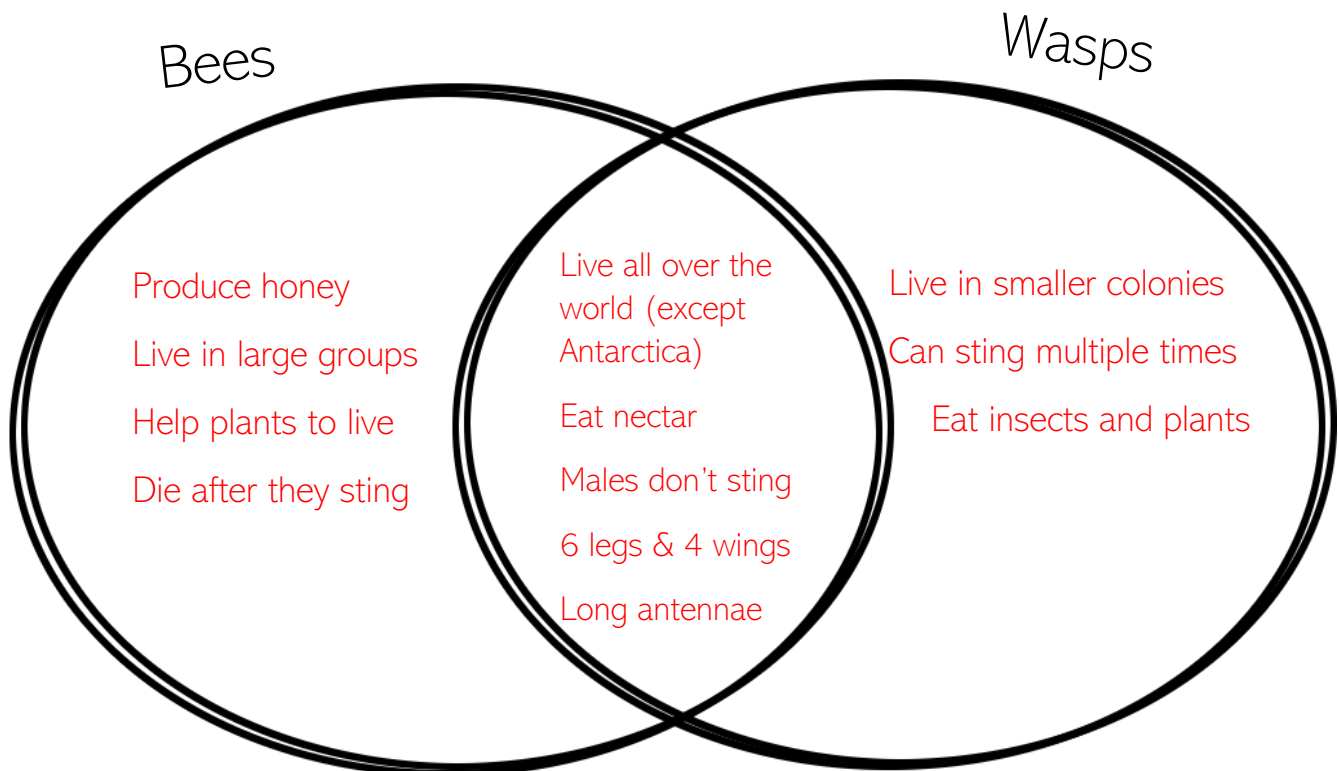 Bees
Wasps
Produce honey
Live in large groups
Help plants to live
Die after they sting
Live all over the
world (except
Antarctica)
Eat nectar
Males don't sting
6 legs & 4 wings
Long antennae
Live in smaller colonies
Can sting multiple times
Eat insects and plants